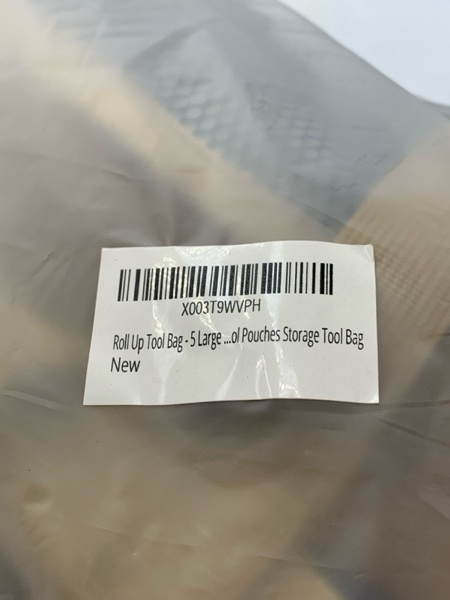 X003T9WVPH
Roll Up Tool Bag - 5 Large ...ol Pouches Storage Tool Bag
New